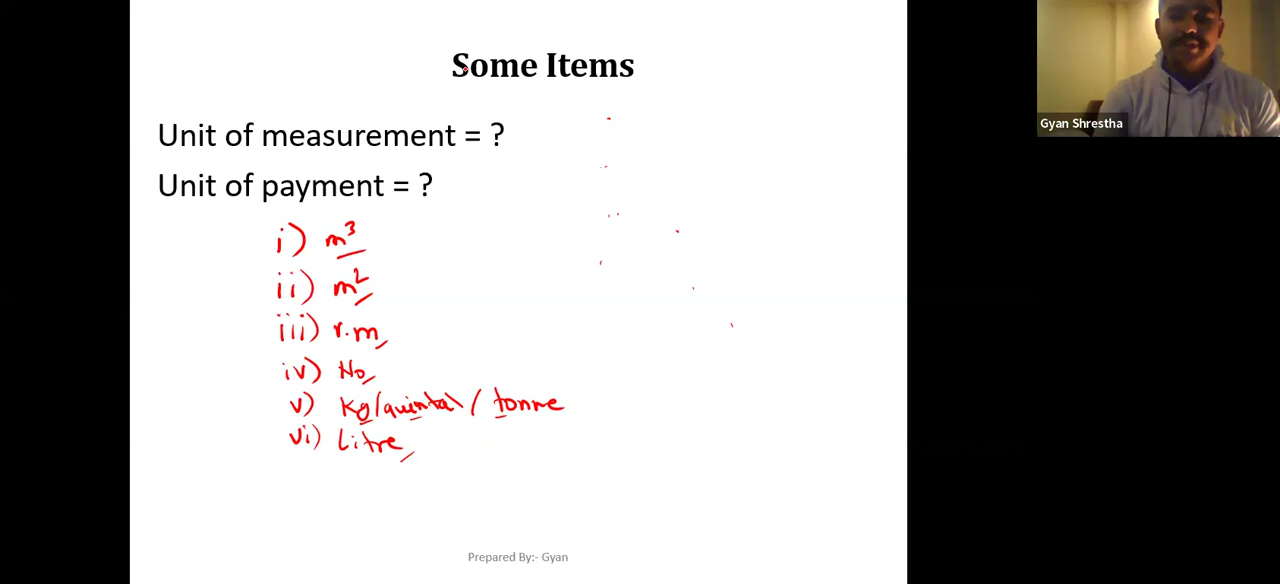 Some Items
Gyan Shrestha
Unit of measurement = ?
Unit of payment = ?
i) m³
ii) m²
iii) r.m
iv) No
v) Kg/quintal/tonne
vi) Litre
Prepared By:- Gyan